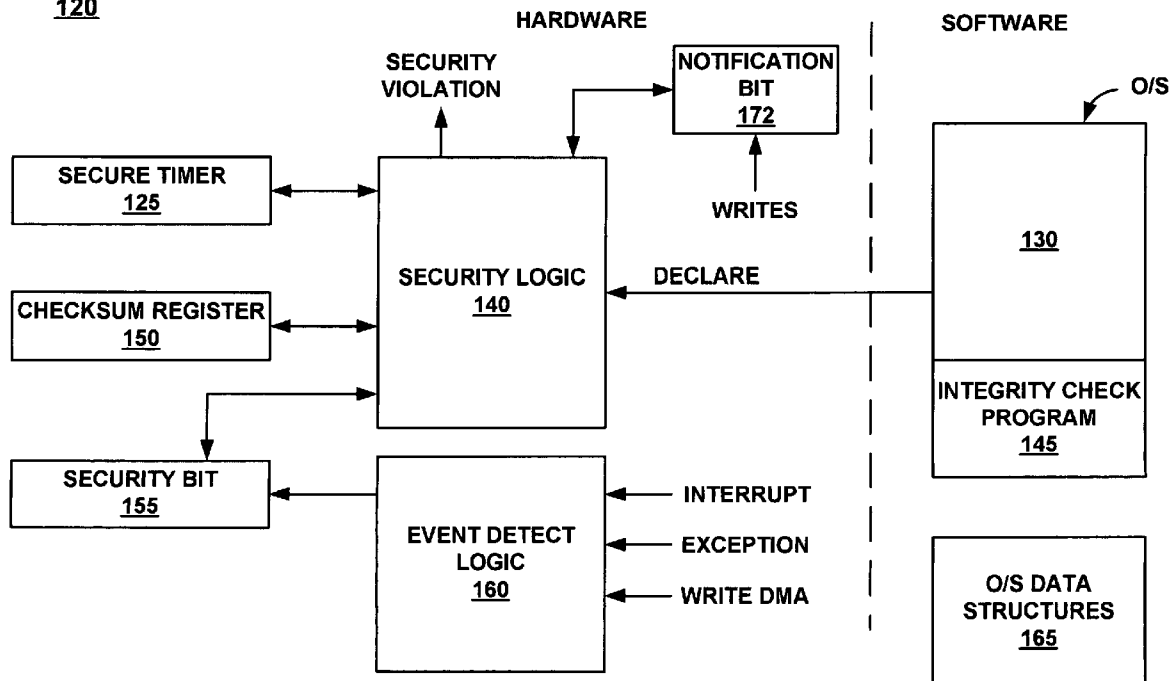 120
HARDWARE
SOFTWARE
SECURITY
VIOLATION
NOTIFICATION
BIT
172
O/S
SECURE TIMER
125
WRITES
130
SECURITY LOGIC
140
DECLARE
CHECKSUM REGISTER
150
INTEGRITY CHECK
PROGRAM
145
SECURITY BIT
155
EVENT DETECT
LOGIC
160
INTERRUPT
EXCEPTION
WRITE DMA
O/S DATA
STRUCTURES
165